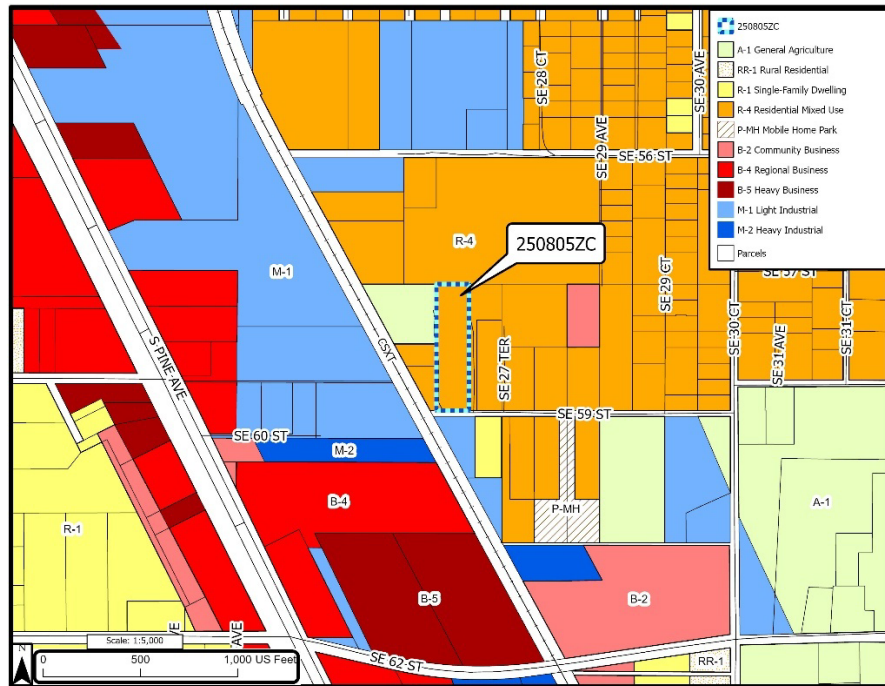 250805ZC
A-1 General Agriculture
RR-1 Rural Residential
R-1 Single-Family Dwelling
R-4 Residential Mixed Use
P-MH Mobile Home Park
B-2 Community Business
B-4 Regional Business
B-5 Heavy Business
M-1 Light Industrial
M-2 Heavy Industrial
Parcels
SE 28 CT
SE 30 AVE
SE 29 AVE
SE 56 ST
R-4
250805ZC
M-1
SE 29 CT
SE 57 ST
SE 30 CT
SE 31 AVE
SE 31 CT
S PINE AVE
CSXT
SE 27 TER
SE 59 ST
SE 60 ST
M-2
B-4
P-MH
A-1
R-1
B-5
B-2
AVE
AVE
SE 62 ST
RR-1
Scale: 1:5,000
N
0 500 1,000 US Feet